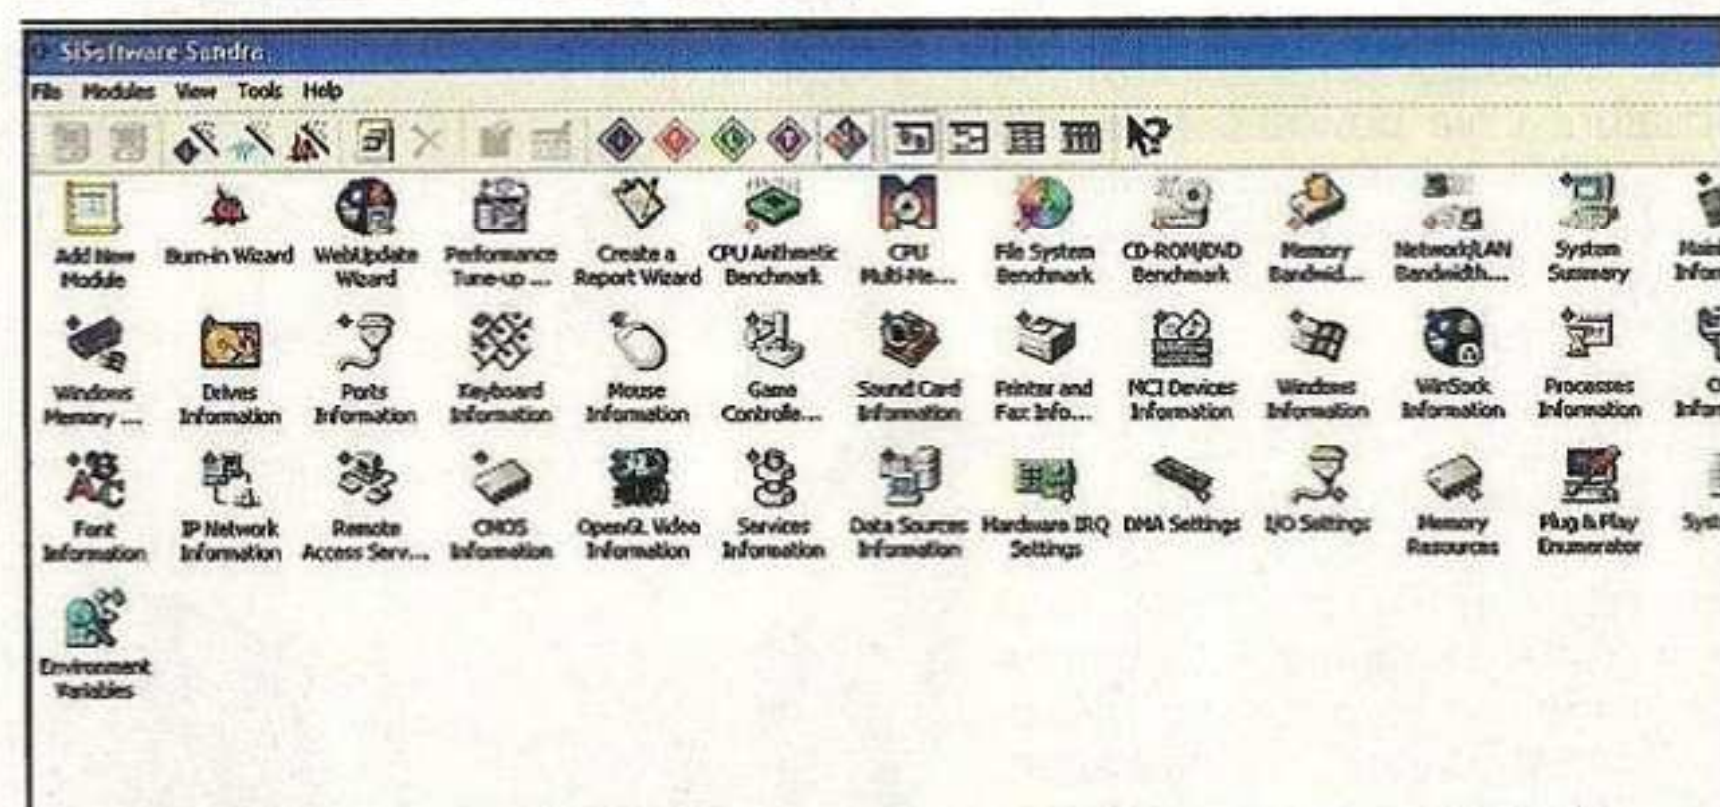 SiSoftware Sandra
File Modules View Tools Help
Add New Module
Burn-in Wizard
WebUpdate Wizard
Performance Tune-up ...
Create a Report Wizard
CPU Arithmetic Benchmark
CPU Multi-Me...
File System Benchmark
CD-ROM/DVD Benchmark
Memory Bandwid...
Network/LAN Bandwidth...
System Summary
Windows Memory ...
Drives Information
Ports Information
Keyboard Information
Mouse Information
Game Controlle...
Sound Card Information
Printer and Fax Info...
MCI Devices Information
Windows Information
WinSock Information
Processes Information
Font Information
IP Network Information
Remote Access Serv...
CMOS Information
OpenGL Video Information
Services Information
Data Sources Information
Hardware IRQ Settings
DMA Settings
I/O Settings
Memory Resources
Plug & Play Enumerator
Environment Variables